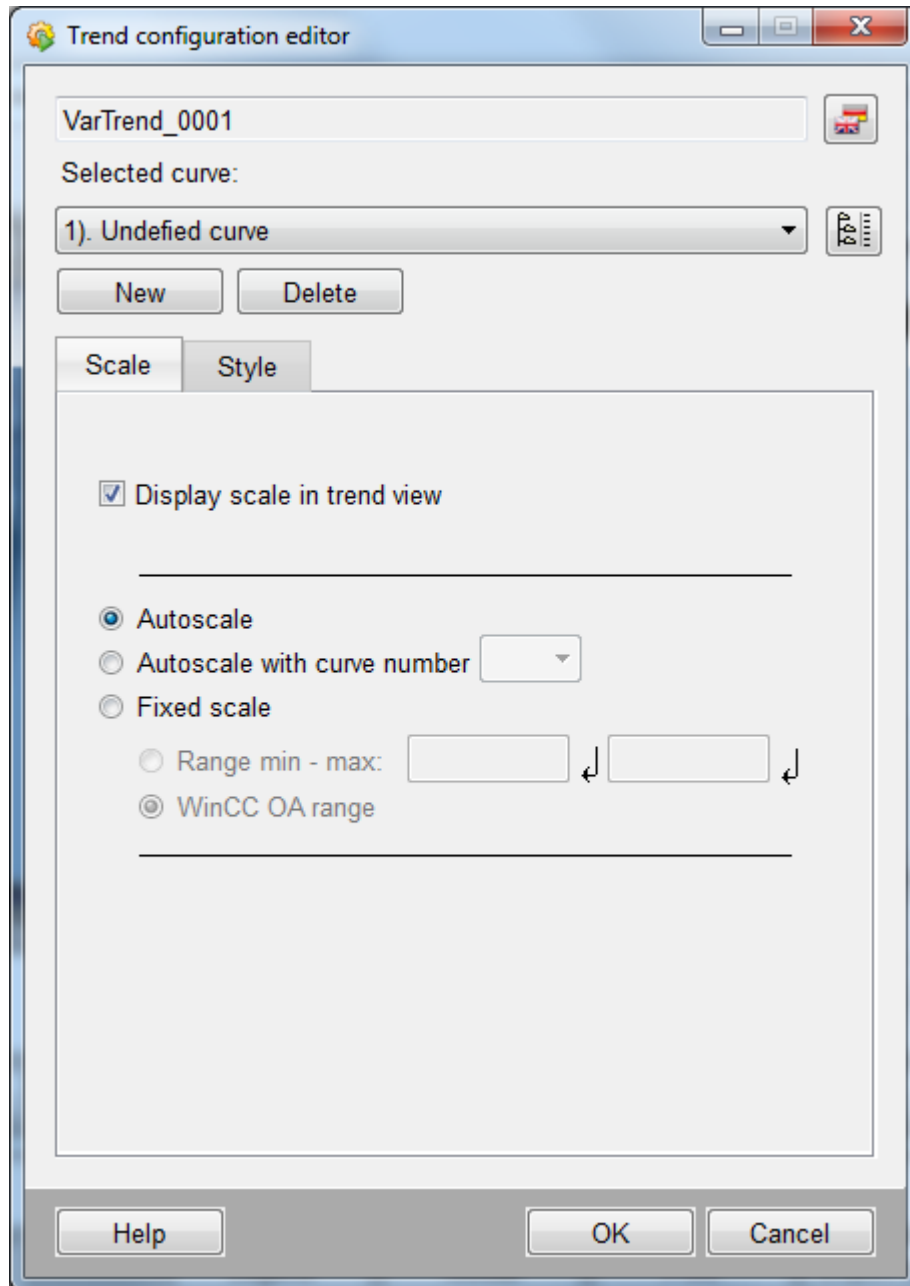 Trend configuration editor
VarTrend_0001
Selected curve:
1). Undefied curve
New Delete
Scale Style
Display scale in trend view
Autoscale
Autoscale with curve number
Fixed scale
Range min - max:
WinCC OA range
Help OK Cancel